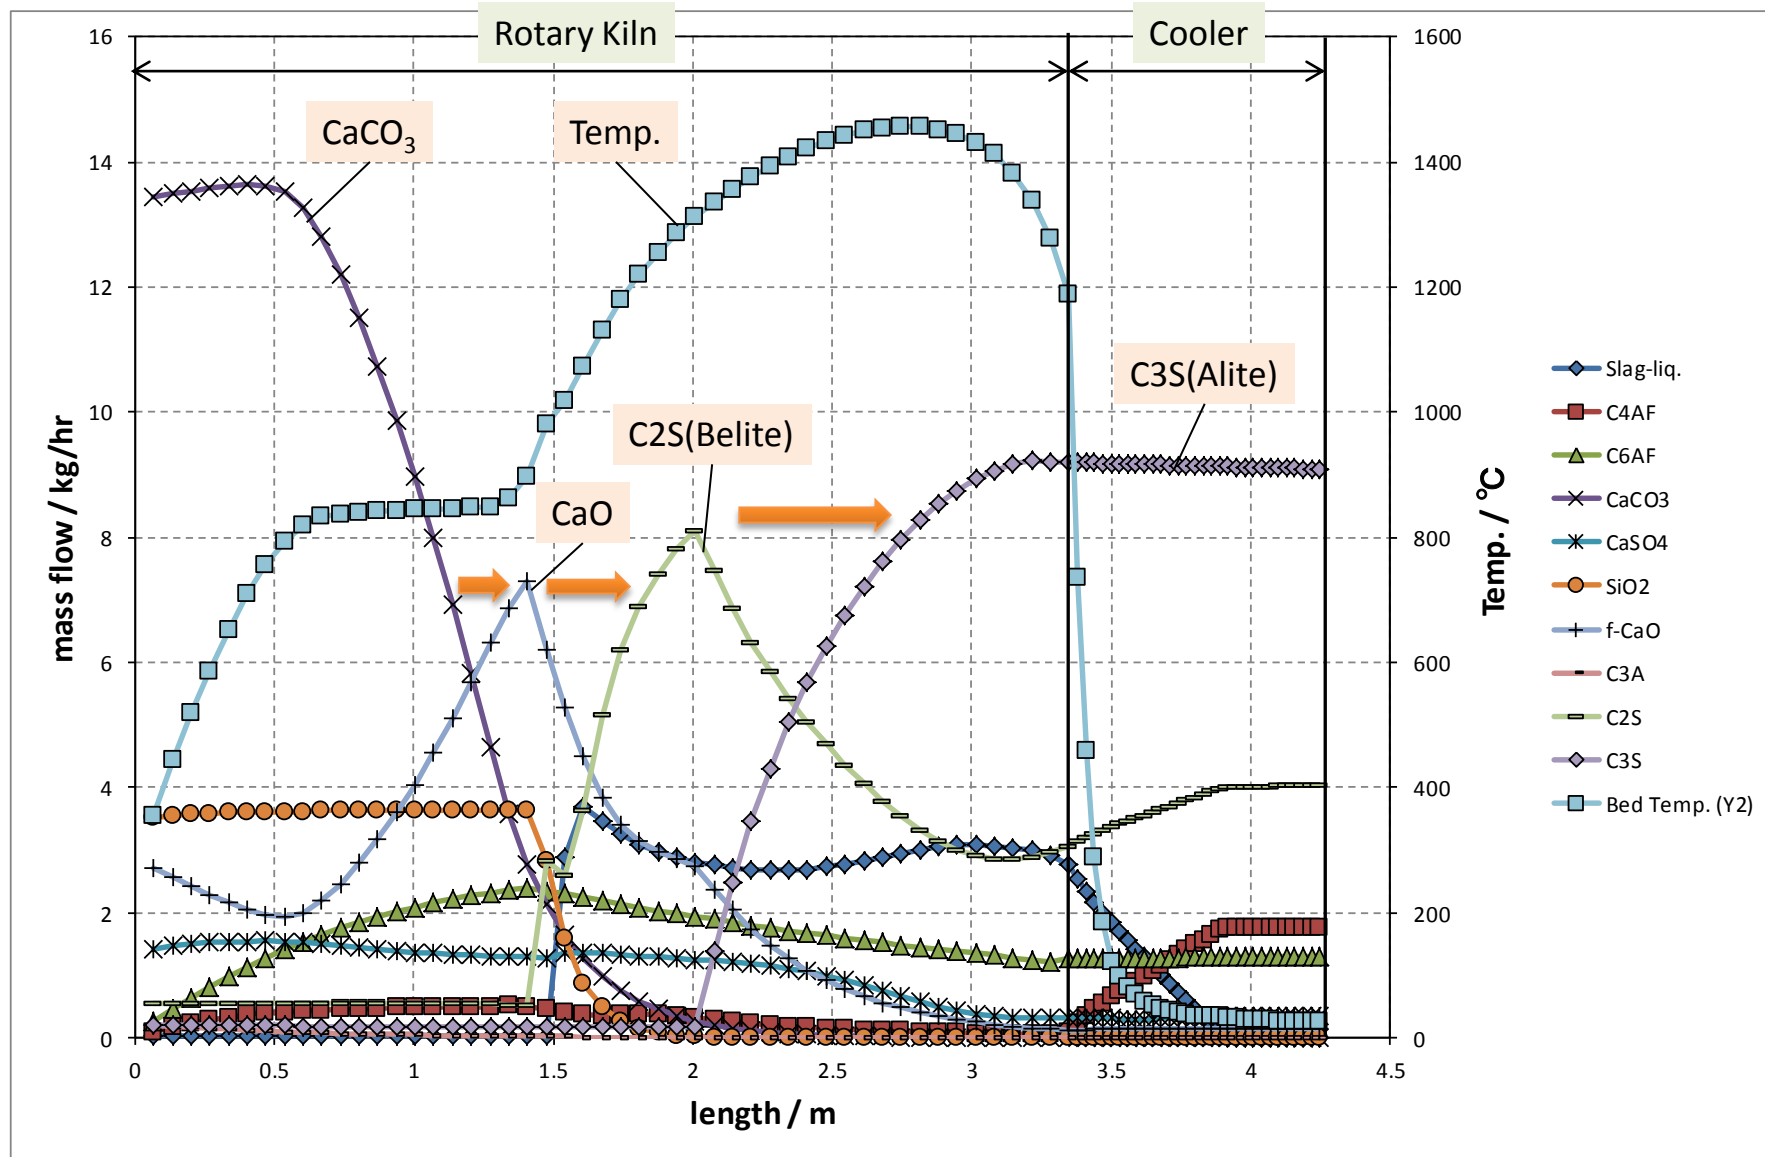 Rotary Kiln
Cooler
16
14
12
10
8
6
4
2
0
1600
1400
1200
1000
800
600
400
200
0
0
0.5
1
1.5
2
2.5
3
3.5
4
4.5
mass flow / kg/hr
Temp. / ℃
length / m
CaCO₃
Temp.
C3S(Alite)
C2S(Belite)
CaO
Slag-liq.
C4AF
C6AF
CaCO3
CaSO4
SiO2
f-CaO
C3A
C2S
C3S
Bed Temp. (Y2)